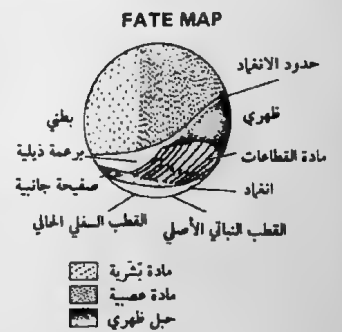 FATE MAP
حدود الانغماد
ظهري
بطني
برعمة ذيلية
مادة القطاعات
صفيحة جانبية
انغماد
القطب السفلي الحالي
القطب النباتي الأصلي
مادة بشرية
مادة عصبية
حبل ظهري